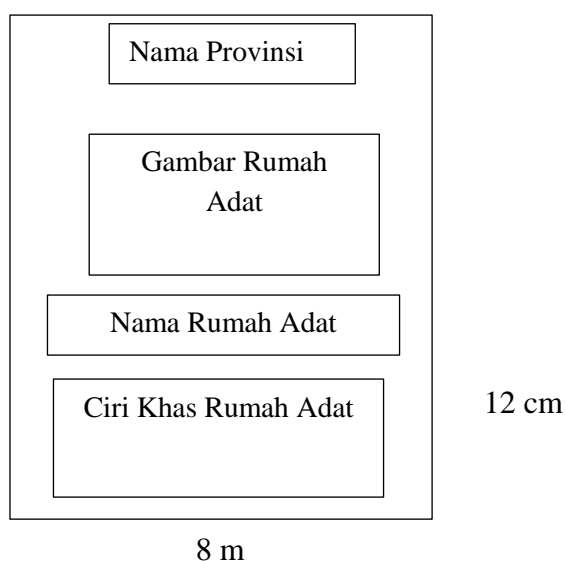 Nama Provinsi
Gambar Rumah
Adat
Nama Rumah Adat
Ciri Khas Rumah Adat
12 cm
8 m